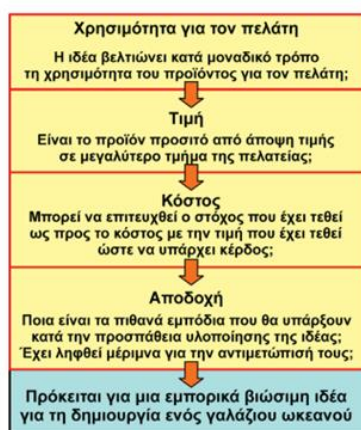 Χρησιμότητα για τον πελάτη
Η ιδέα βελτιώνει κατά μοναδικό τρόπο
τη χρησιμότητα του προϊόντος για τον πελάτη;
Τιμή
Είναι το προϊόν προσιτό από άποψη τιμής
σε μεγαλύτερο τμήμα της πελατείας;
Κόστος
Μπορεί να επιτευχθεί ο στόχος που έχει τεθεί
ως προς το κόστος με την τιμή που έχει τεθεί
ώστε να υπάρχει κέρδος;
Αποδοχή
Ποια είναι τα πιθανά εμπόδια που θα υπάρξουν
κατά την προσπάθεια υλοποίησης της ιδέας;
Έχει ληφθεί μέριμνα για την αντιμετώπισή τους;
Πρόκειται για μια εμπορικά βιώσιμη ιδέα
για τη δημιουργία ενός γαλάζιου ωκεανού